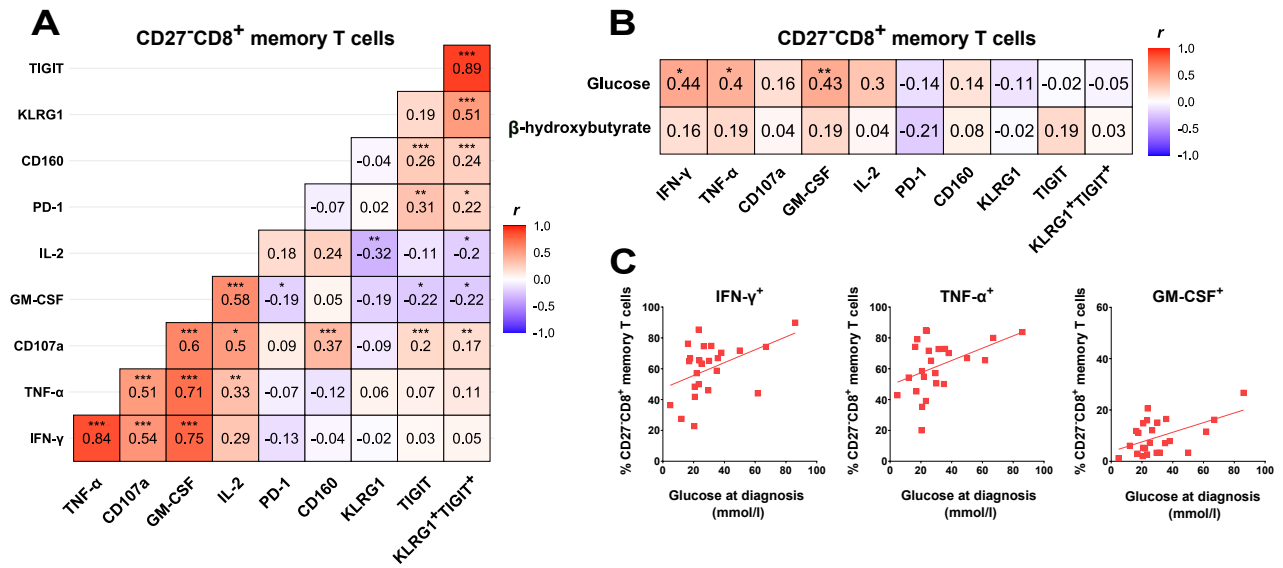 A
CD27⁻CD8⁺ memory T cells
TIGIT
***
0.89
KLRG1
***
0.19 0.51
CD160
*** ***
-0.04 0.26 0.24
PD-1
** *
-0.07 0.02 0.31 0.22
IL-2
** *
0.18 0.24 -0.32 -0.11 -0.2
GM-CSF
*** * * *
0.58 -0.19 0.05 -0.19 -0.22 -0.22
CD107a
*** * *** *** **
0.6 0.5 0.09 0.37 -0.09 0.2 0.17
TNF-α
*** *** **
0.51 0.71 0.33 -0.07 -0.12 0.06 0.07 0.11
IFN-γ
*** *** ***
0.84 0.54 0.75 0.29 -0.13 -0.04 -0.02 0.03 0.05
TNF-α CD107a GM-CSF IL-2 PD-1 CD160 KLRG1 TIGIT KLRG1⁺TIGIT⁺
r
1.0
0.5
0.0
-0.5
-1.0
B
CD27⁻CD8⁺ memory T cells
Glucose
* * **
0.44 0.4 0.16 0.43 0.3 -0.14 0.14 -0.11 -0.02 -0.05
β-hydroxybutyrate
0.16 0.19 0.04 0.19 0.04 -0.21 0.08 -0.02 0.19 0.03
IFN-γ TNF-α CD107a GM-CSF IL-2 PD-1 CD160 KLRG1 TIGIT KLRG1⁺TIGIT⁺
r
1.0
0.5
0.0
-0.5
-1.0
C
IFN-γ⁺
% CD27⁻CD8⁺ memory T cells
100
80
60
40
20
0
0 20 40 60 80 100
Glucose at diagnosis
(mmol/l)
TNF-α⁺
% CD27⁻CD8⁺ memory T cells
100
80
60
40
20
0
0 20 40 60 80 100
Glucose at diagnosis
(mmol/l)
GM-CSF⁺
% CD27⁻CD8⁺ memory T cells
60
40
20
0
0 20 40 60 80 100
Glucose at diagnosis
(mmol/l)